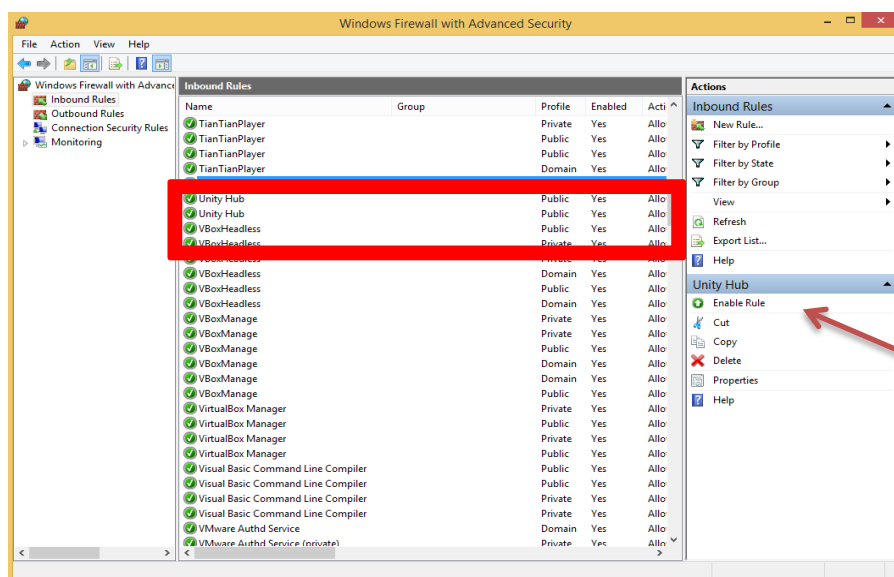 Windows Firewall with Advanced Security
File Action View Help
Windows Firewall with Advance
Inbound Rules
Outbound Rules
Connection Security Rules
Monitoring
Inbound Rules
Name Group Profile Enabled Acti
TianTianPlayer Private Yes Allo
TianTianPlayer Public Yes Allo
TianTianPlayer Public Yes Allo
TianTianPlayer Domain Yes Allo
Unity Hub Public Yes Allo
Unity Hub Public Yes Allo
VBoxHeadless Public Yes Allo
VBoxHeadless Private Yes Allo
VBoxHeadless Private Yes Allo
VBoxHeadless Domain Yes Allo
VBoxHeadless Public Yes Allo
VBoxHeadless Domain Yes Allo
VBoxManage Private Yes Allo
VBoxManage Private Yes Allo
VBoxManage Public Yes Allo
VBoxManage Domain Yes Allo
VBoxManage Domain Yes Allo
VBoxManage Public Yes Allo
VirtualBox Manager Private Yes Allo
VirtualBox Manager Public Yes Allo
VirtualBox Manager Private Yes Allo
VirtualBox Manager Public Yes Allo
Visual Basic Command Line Compiler Public Yes Allo
Visual Basic Command Line Compiler Public Yes Allo
Visual Basic Command Line Compiler Private Yes Allo
Visual Basic Command Line Compiler Private Yes Allo
VMware Authd Service Domain Yes Allo
VMware Authd Service (private) Private Yes Allo
Actions
Inbound Rules
New Rule...
Filter by Profile
Filter by State
Filter by Group
View
Refresh
Export List...
Help
Unity Hub
Enable Rule
Cut
Copy
Delete
Properties
Help